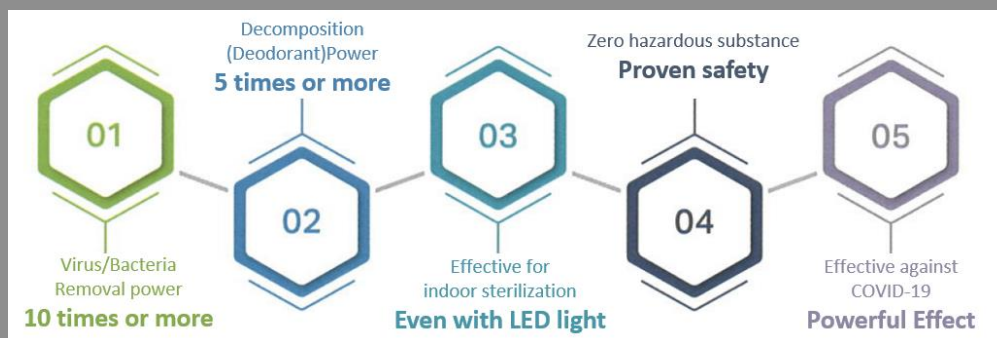 01
Virus/Bacteria
Removal power
10 times or more
Decomposition
(Deodorant)Power
5 times or more
02
03
Effective for
indoor sterilization
Even with LED light
Zero hazardous substance
Proven safety
04
05
Effective against
COVID-19
Powerful Effect